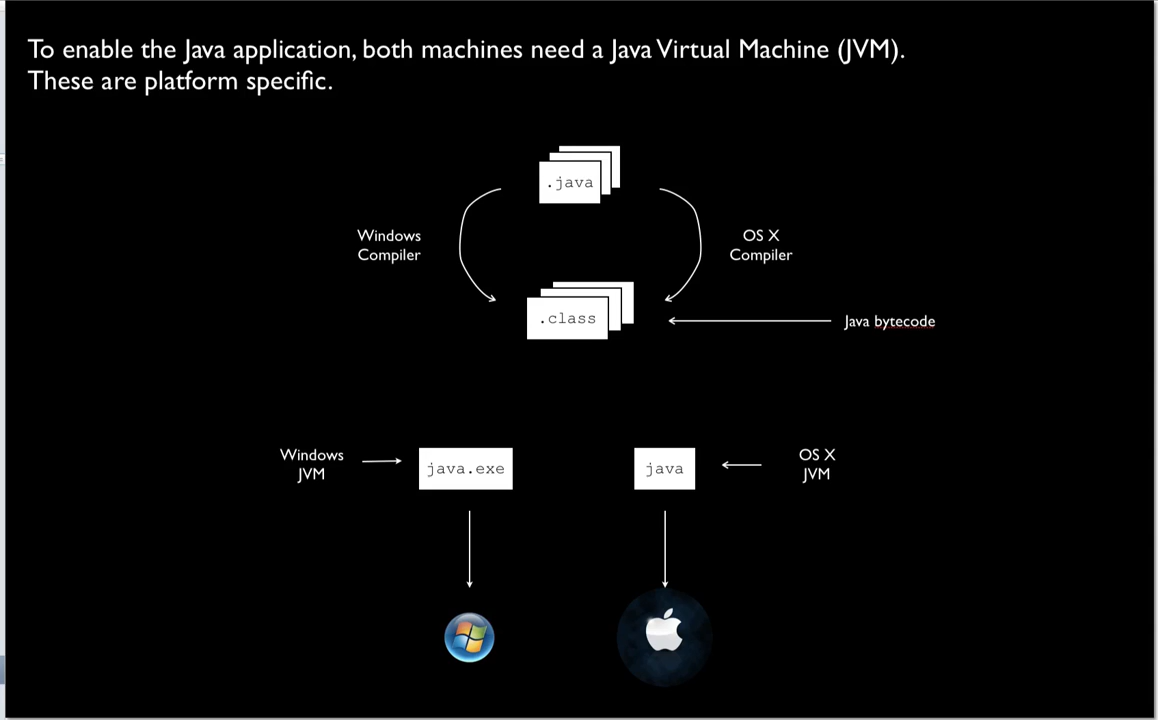 To enable the Java application, both machines need a Java Virtual Machine (JVM).
These are platform specific.
.java
Windows
Compiler
OS X
Compiler
.class
Java bytecode
Windows
JVM
java.exe
java
OS X
JVM